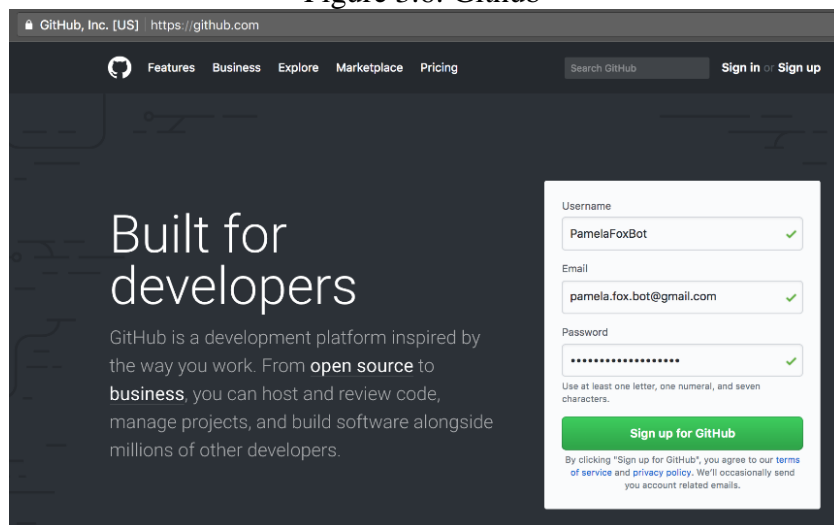 Figure 3.8: Github
GitHub, Inc. [US] https://github.com
Features Business Explore Marketplace Pricing Search GitHub Sign in or Sign up
Built for
developers
GitHub is a development platform inspired by
the way you work. From open source to
business, you can host and review code,
manage projects, and build software alongside
millions of other developers.
Username
PamelaFoxBot
Email
pamela.fox.bot@gmail.com
Password
•••••••••••••••••••
Use at least one letter, one numeral, and seven
characters.
Sign up for GitHub
By clicking "Sign up for GitHub", you agree to our terms
of service and privacy policy. We'll occasionally send
you account related emails.